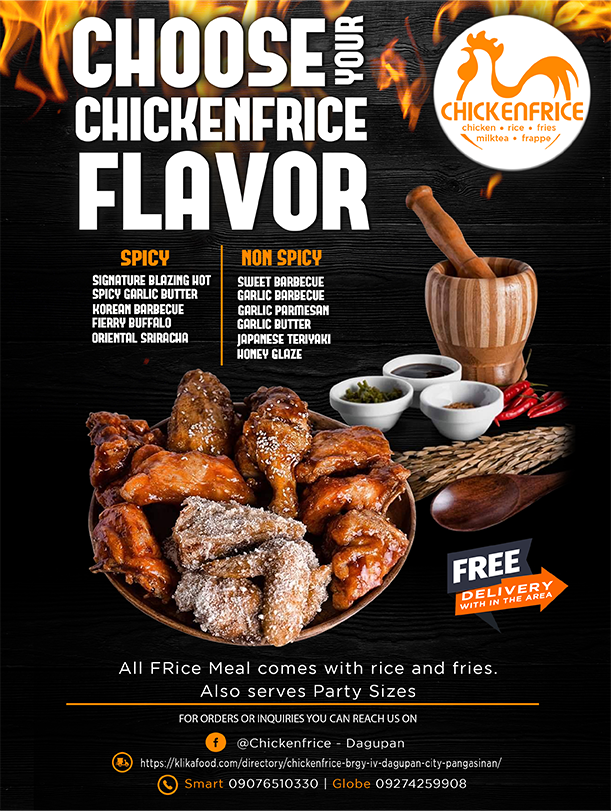 CHOOSE YOUR
CHICKENFRICE
FLAVOR
CHICKENFRICE
chicken • rice • fries
milktea • frappe
SPICY
SIGNATURE BLAZING HOT
SPICY GARLIC BUTTER
KOREAN BARBECUE
FIERRY BUFFALO
ORIENTAL SRIRACHA
NON SPICY
SWEET BARBECUE
GARLIC BARBECUE
GARLIC PARMESAN
GARLIC BUTTER
JAPANESE TERIYAKI
HONEY GLAZE
FREE
DELIVERY
WITH IN THE AREA
All FRice Meal comes with rice and fries.
Also serves Party Sizes
FOR ORDERS OR INQUIRIES YOU CAN REACH US ON
@Chickenfrice - Dagupan
https://klikafood.com/directory/chickenfrice-brgy-iv-dagupan-city-pangasinan/
Smart 09076510330 | Globe 09274259908